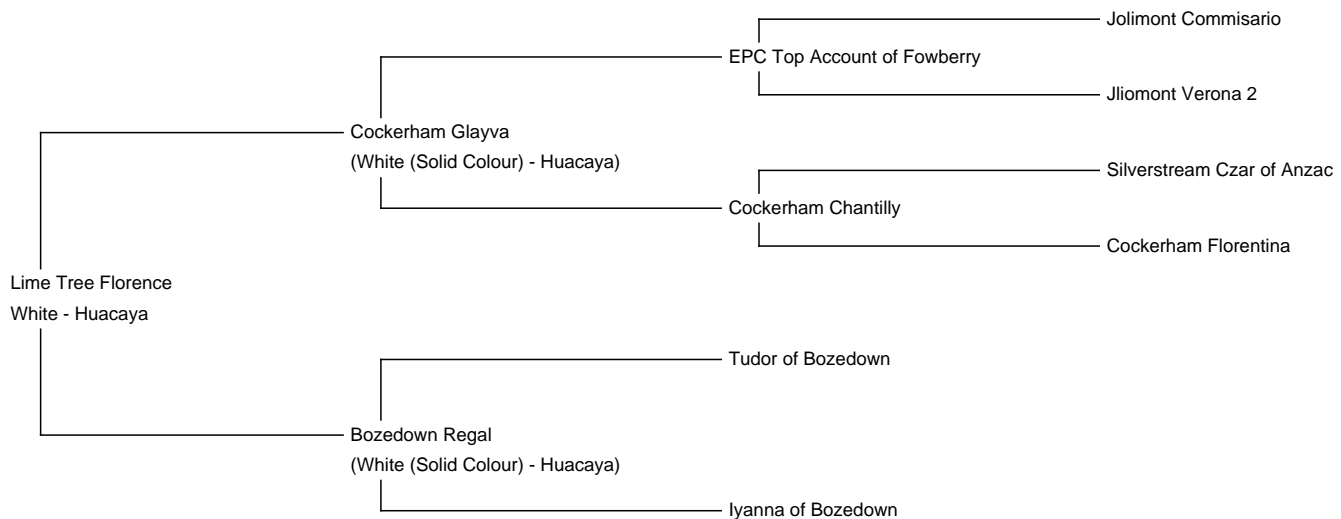 Jolimont Commisario
EPC Top Account of Fowberry
Jliomont Verona 2
Cockerham Glayva
(White (Solid Colour) - Huacaya)
Silverstream Czar of Anzac
Cockerham Chantilly
Cockerham Florentina
Lime Tree Florence
White - Huacaya
Tudor of Bozedown
Bozedown Regal
(White (Solid Colour) - Huacaya)
Iyanna of Bozedown